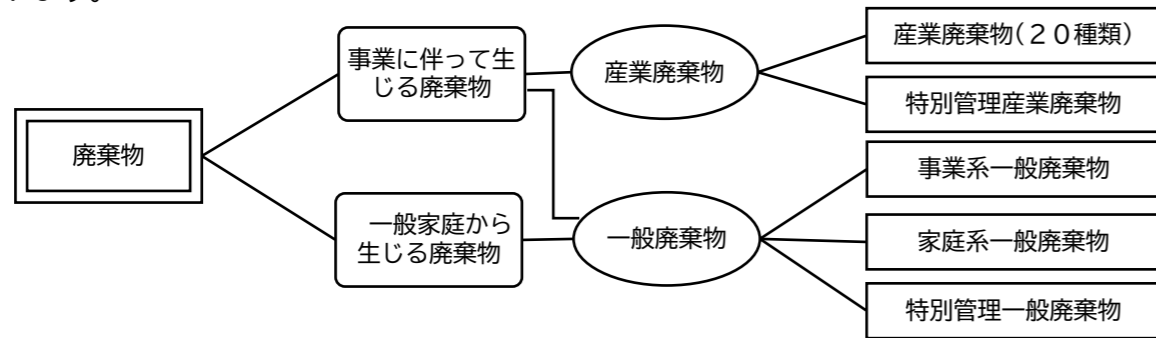 事業に伴って生
じる廃棄物
産業廃棄物
産業廃棄物(２０種類)
特別管理産業廃棄物
廃棄物
事業系一般廃棄物
一般家庭から
生じる廃棄物
一般廃棄物
家庭系一般廃棄物
特別管理一般廃棄物